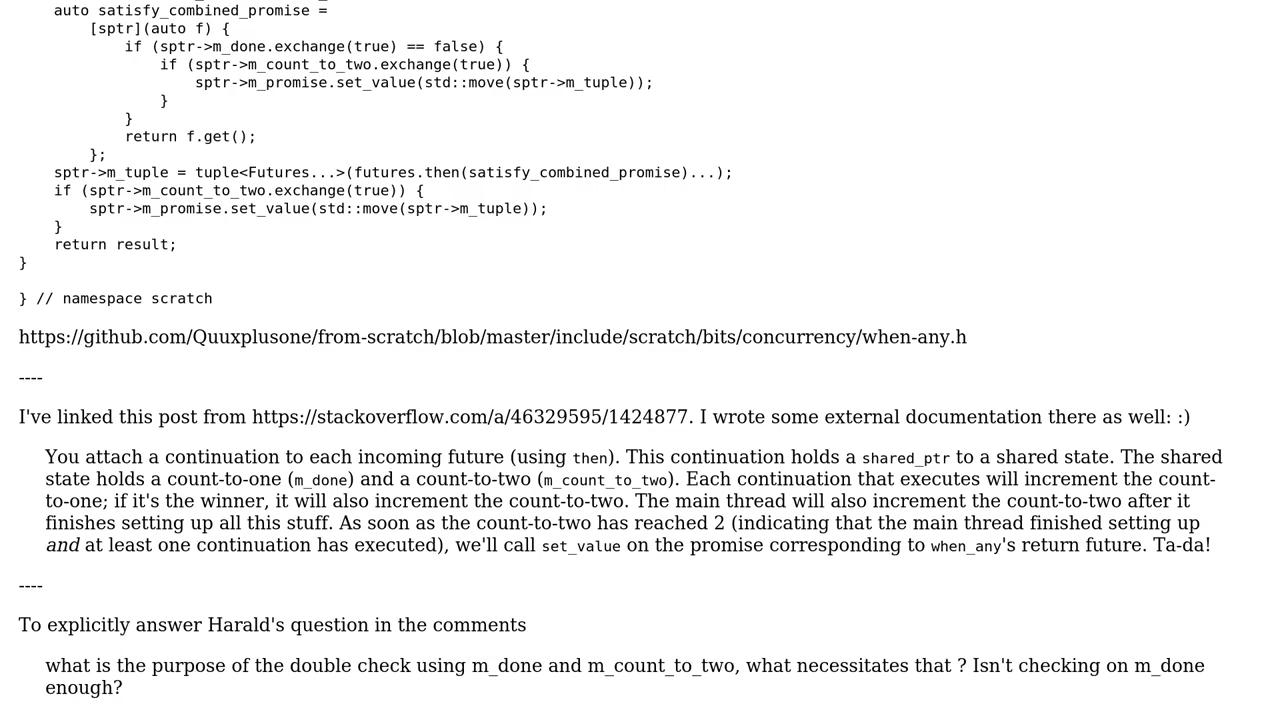 auto satisfy_combined_promise =
[sptr](auto f) {
if (sptr->m_done.exchange(true) == false) {
if (sptr->m_count_to_two.exchange(true)) {
sptr->m_promise.set_value(std::move(sptr->m_tuple));
}
}
return f.get();
};
sptr->m_tuple = tuple<Futures...>(futures.then(satisfy_combined_promise)...);
if (sptr->m_count_to_two.exchange(true)) {
sptr->m_promise.set_value(std::move(sptr->m_tuple));
}
return result;
}
} // namespace scratch
https://github.com/Quuxplusone/from-scratch/blob/master/include/scratch/bits/concurrency/when-any.h
----
I've linked this post from https://stackoverflow.com/a/46329595/1424877. I wrote some external documentation there as well: :)
You attach a continuation to each incoming future (using then). This continuation holds a shared_ptr to a shared state. The shared
state holds a count-to-one (m_done) and a count-to-two (m_count_to_two). Each continuation that executes will increment the count-
to-one; if it's the winner, it will also increment the count-to-two. The main thread will also increment the count-to-two after it
finishes setting up all this stuff. As soon as the count-to-two has reached 2 (indicating that the main thread finished setting up
and at least one continuation has executed), we'll call set_value on the promise corresponding to when_any's return future. Ta-da!
----
To explicitly answer Harald's question in the comments
what is the purpose of the double check using m_done and m_count_to_two, what necessitates that ? Isn't checking on m_done
enough?